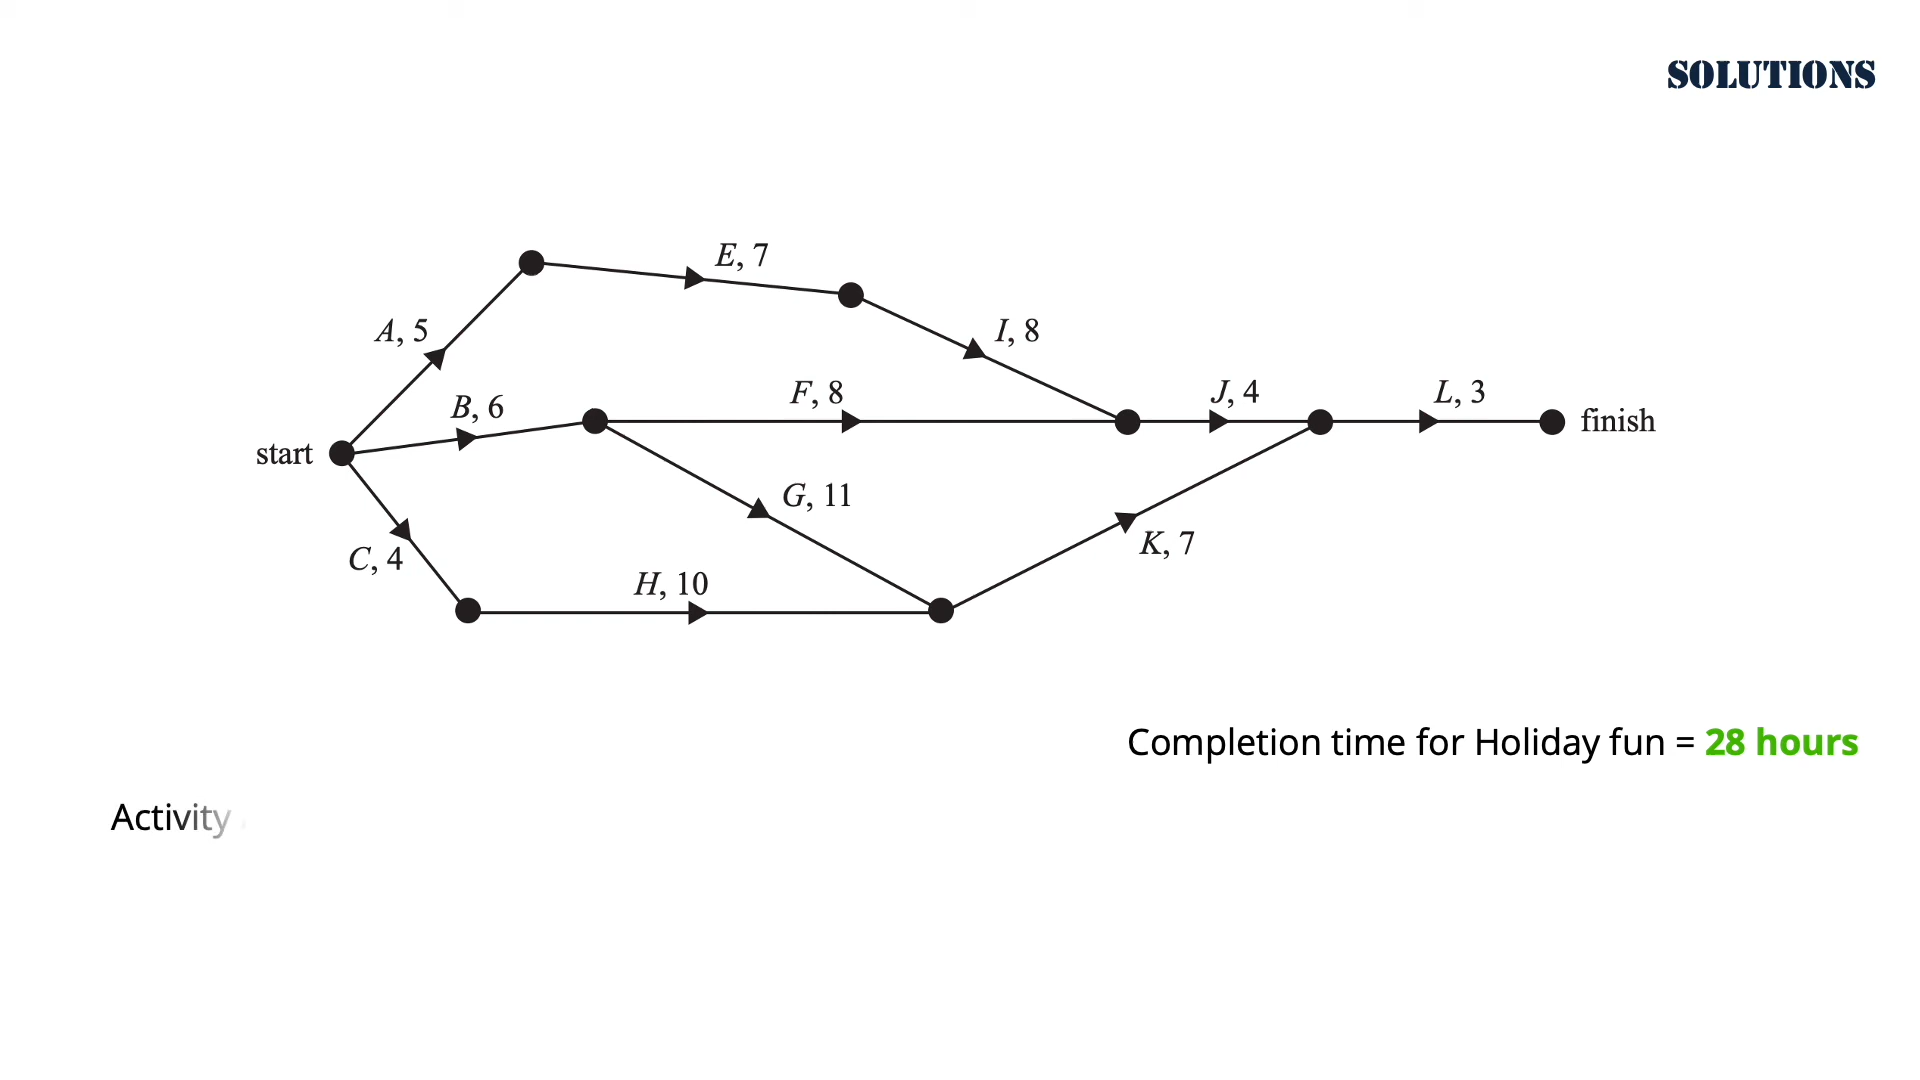 SOLUTIONS
E, 7
A, 5
I, 8
B, 6
F, 8
J, 4
L, 3
start
finish
G, 11
K, 7
C, 4
H, 10
Completion time for Holiday fun = 28 hours
Activity